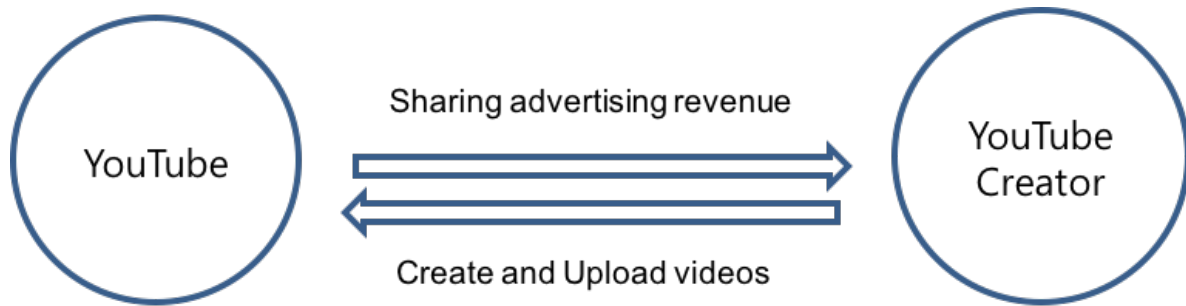 Sharing advertising revenue
YouTube
YouTube
Creator
Create and Upload videos